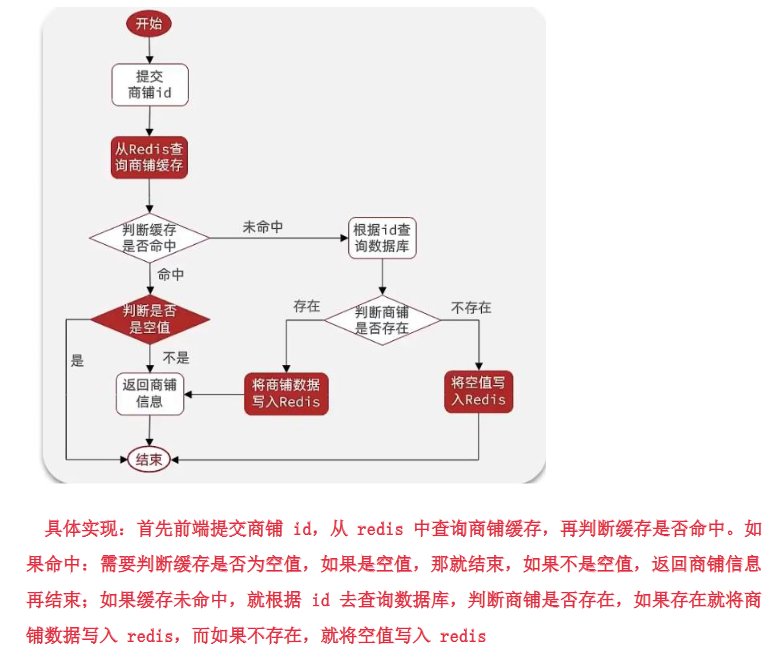 开始
提交
商铺id
从Redis查
询商铺缓存
判断缓存
是否命中
未命中
根据id查
询数据库
命中
判断是否
是空值
存在
判断商铺
是否存在
不存在
是
不是
返回商铺
信息
将商铺数据
写入Redis
将空值写
入Redis
结束
具体实现：首先前端提交商铺 id，从 redis 中查询商铺缓存，再判断缓存是否命中。如
果命中：需要判断缓存是否为空值，如果是空值，那就结束，如果不是空值，返回商铺信息
再结束；如果缓存未命中，就根据 id 去查询数据库，判断商铺是否存在，如果存在就将商
铺数据写入 redis，而如果不存在，就将空值写入 redis